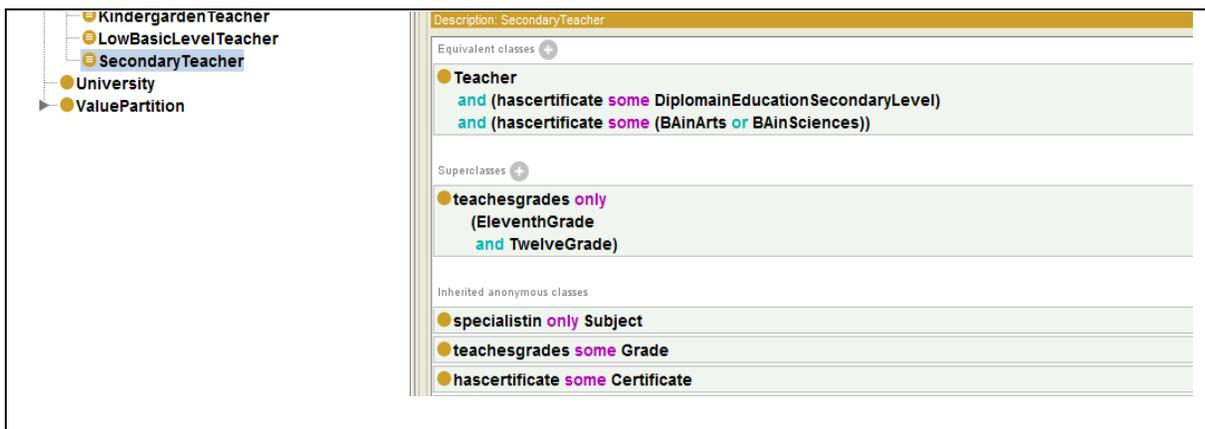 KindergardenTeacher
LowBasicLevelTeacher
SecondaryTeacher
University
ValuePartition
Description: SecondaryTeacher
Equivalent classes
Teacher
and (hascertificate some DiplomainEducationSecondaryLevel)
and (hascertificate some (BAinArts or BAinSciences))
Superclasses
teachesgrades only
(EleventhGrade
and TwelveGrade)
Inherited anonymous classes
specialistin only Subject
teachesgrades some Grade
hascertificate some Certificate